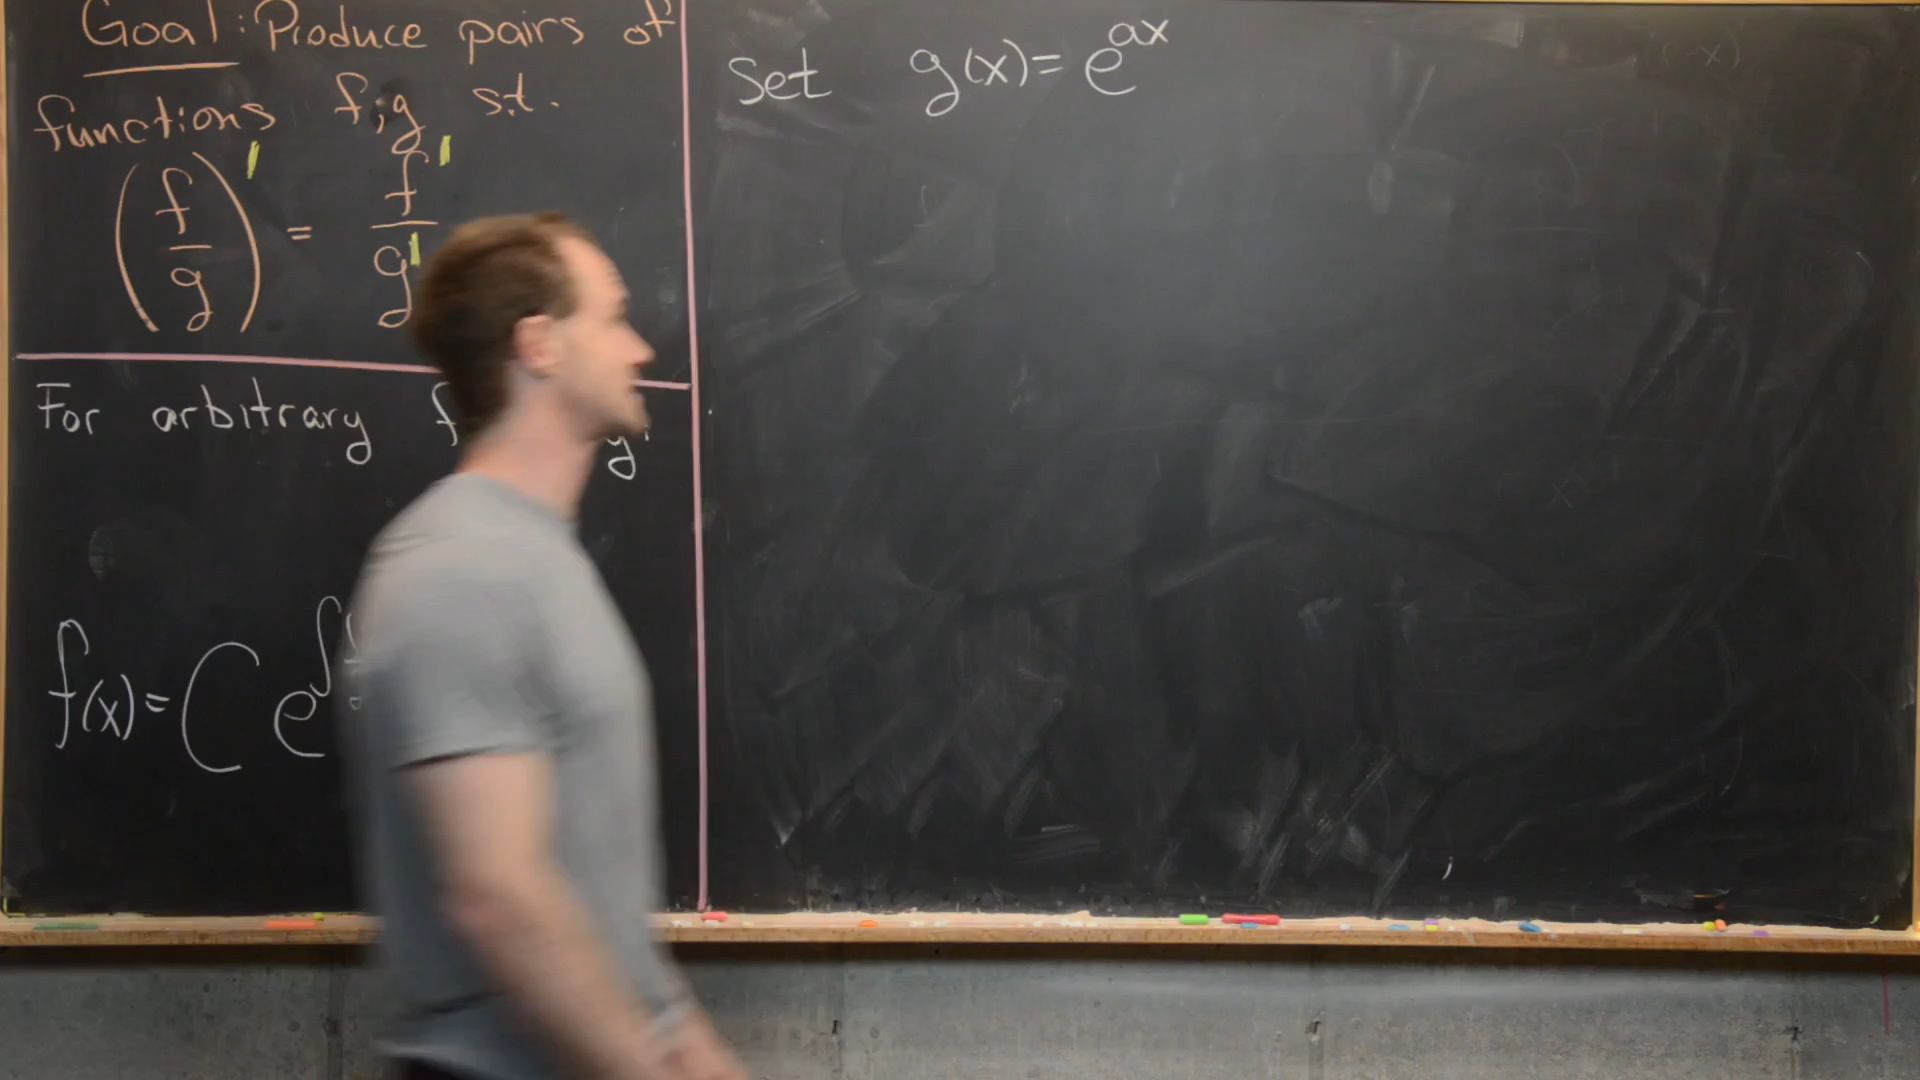 Goal: Produce pairs of
functions f, g s.t.
(f/g)' = f'/g'
For arbitrary f
f(x) = C e^∫
Set g(x) = e^{ax}